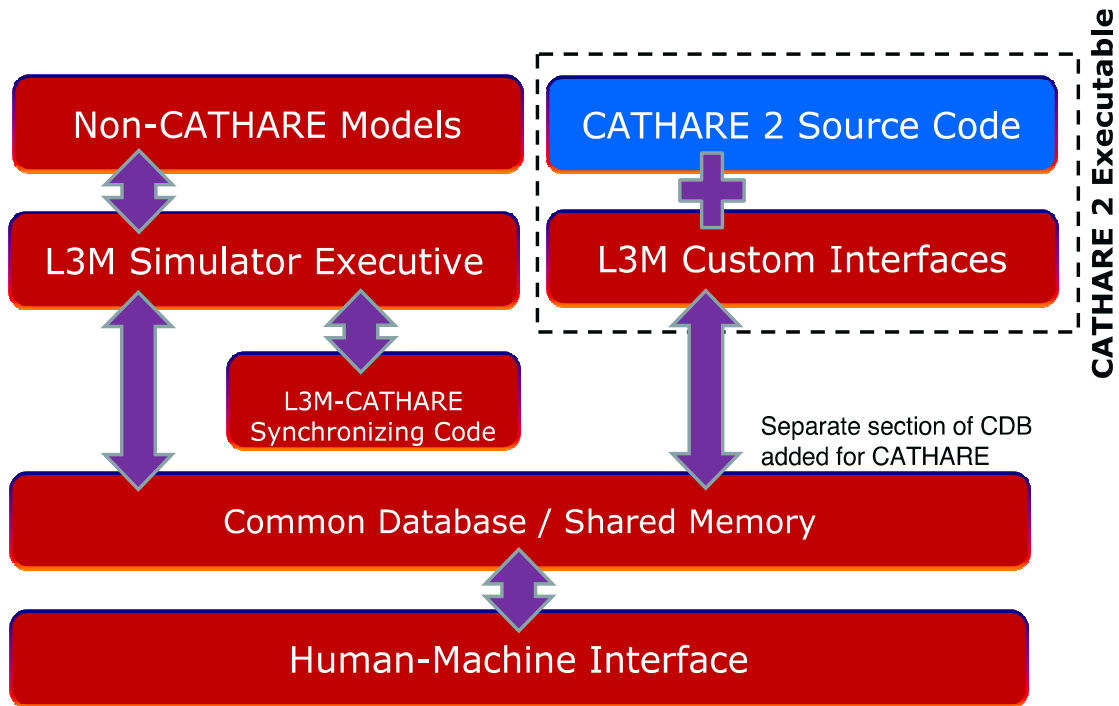 Non-CATHARE Models
CATHARE 2 Source Code
CATHARE 2 Executable
L3M Simulator Executive
L3M Custom Interfaces
L3M-CATHARE
Synchronizing Code
Separate section of CDB
added for CATHARE
Common Database / Shared Memory
Human-Machine Interface